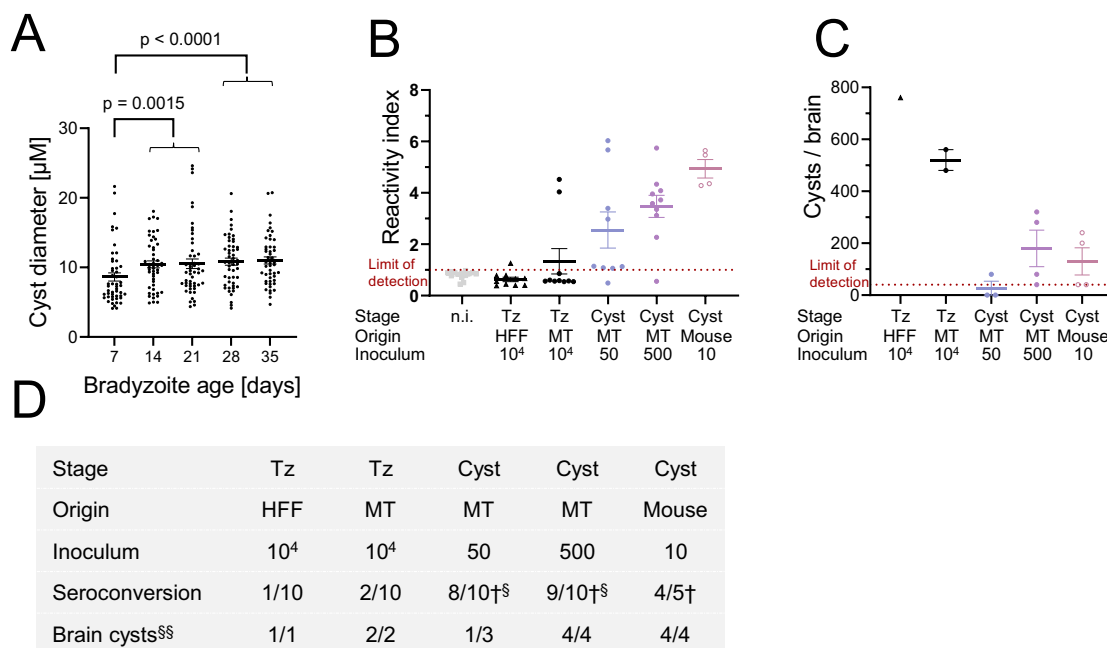 A
p < 0.0001
p = 0.0015
Cyst diameter [µM]
30
20
10
0
7 14 21 28 35
Bradyzoite age [days]
B
Reactivity index
8
6
4
2
0
Limit of
detection
Stage n.i. Tz Tz Cyst Cyst Cyst
Origin HFF MT MT MT Mouse
Inoculum 10⁴ 10⁴ 50 500 10
C
Cysts / brain
800
600
400
200
0
Limit of
detection
Stage Tz Tz Cyst Cyst Cyst
Origin HFF MT MT MT Mouse
Inoculum 10⁴ 10⁴ 50 500 10
D
Stage Tz Tz Cyst Cyst Cyst
Origin HFF MT MT MT Mouse
Inoculum 10⁴ 10⁴ 50 500 10
Seroconversion 1/10 2/10 8/10†§ 9/10†§ 4/5†
Brain cysts§§ 1/1 2/2 1/3 4/4 4/4